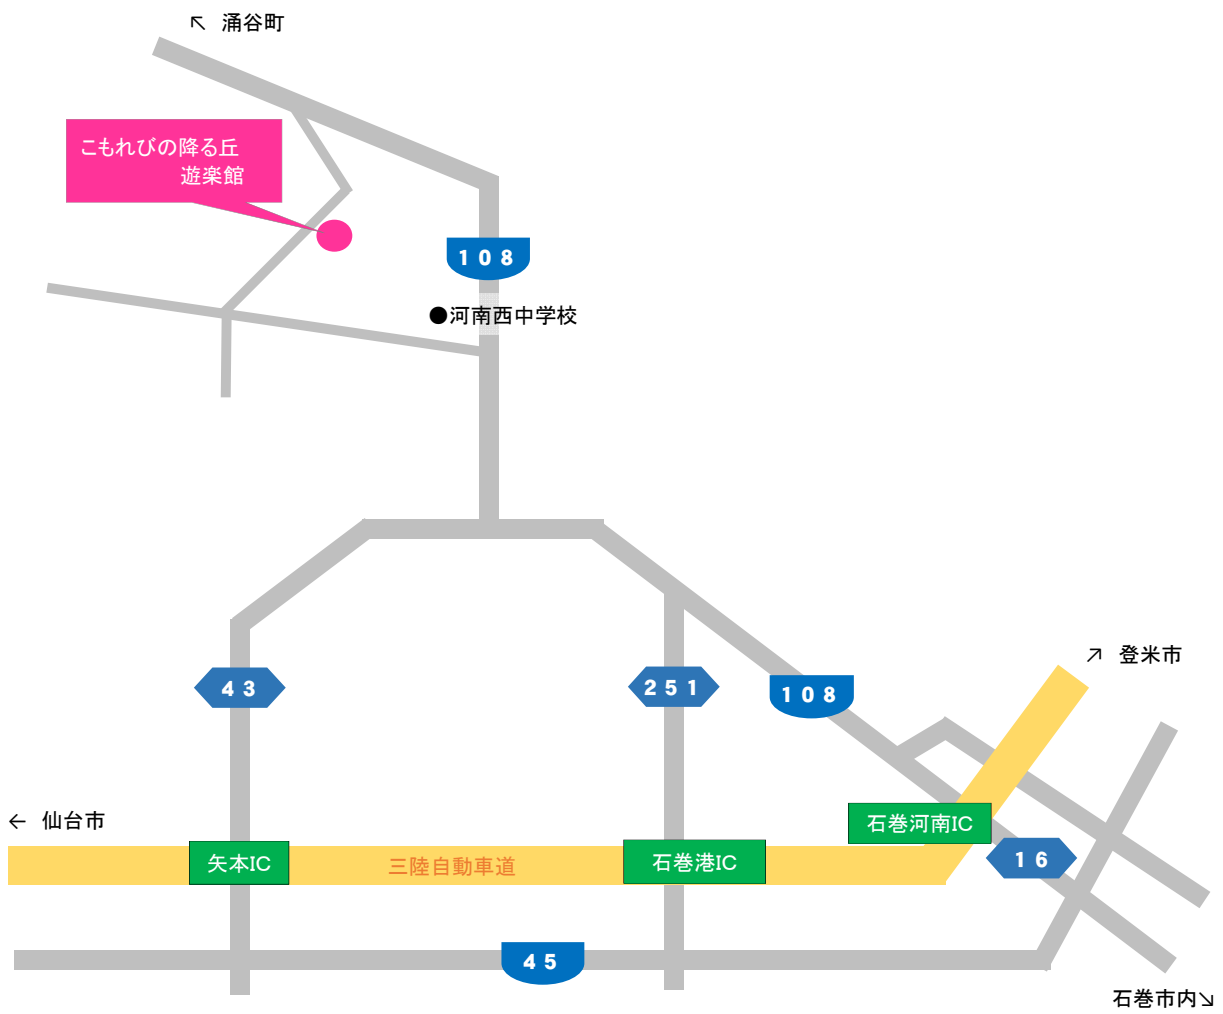 ↖ 涌谷町
こもれびの降る丘
遊楽館
108
●河南西中学校
↗ 登米市
43
251
108
← 仙台市
石巻河南IC
矢本IC
三陸自動車道
石巻港IC
16
45
石巻市内↘